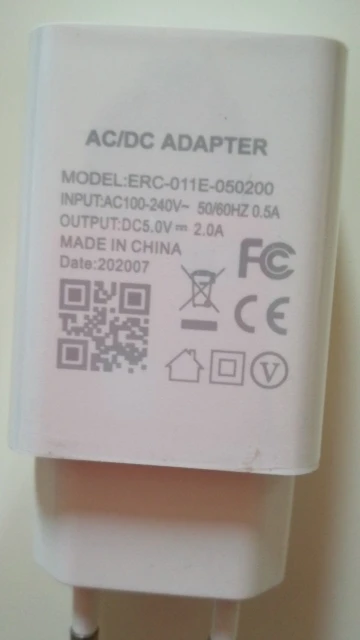 AC/DC ADAPTER
MODEL:ERC-011E-050200
INPUT:AC100-240V~ 50/60HZ 0.5A
OUTPUT:DC5.0V⎓ 2.0A
MADE IN CHINA
Date:202007
FC
CE
V